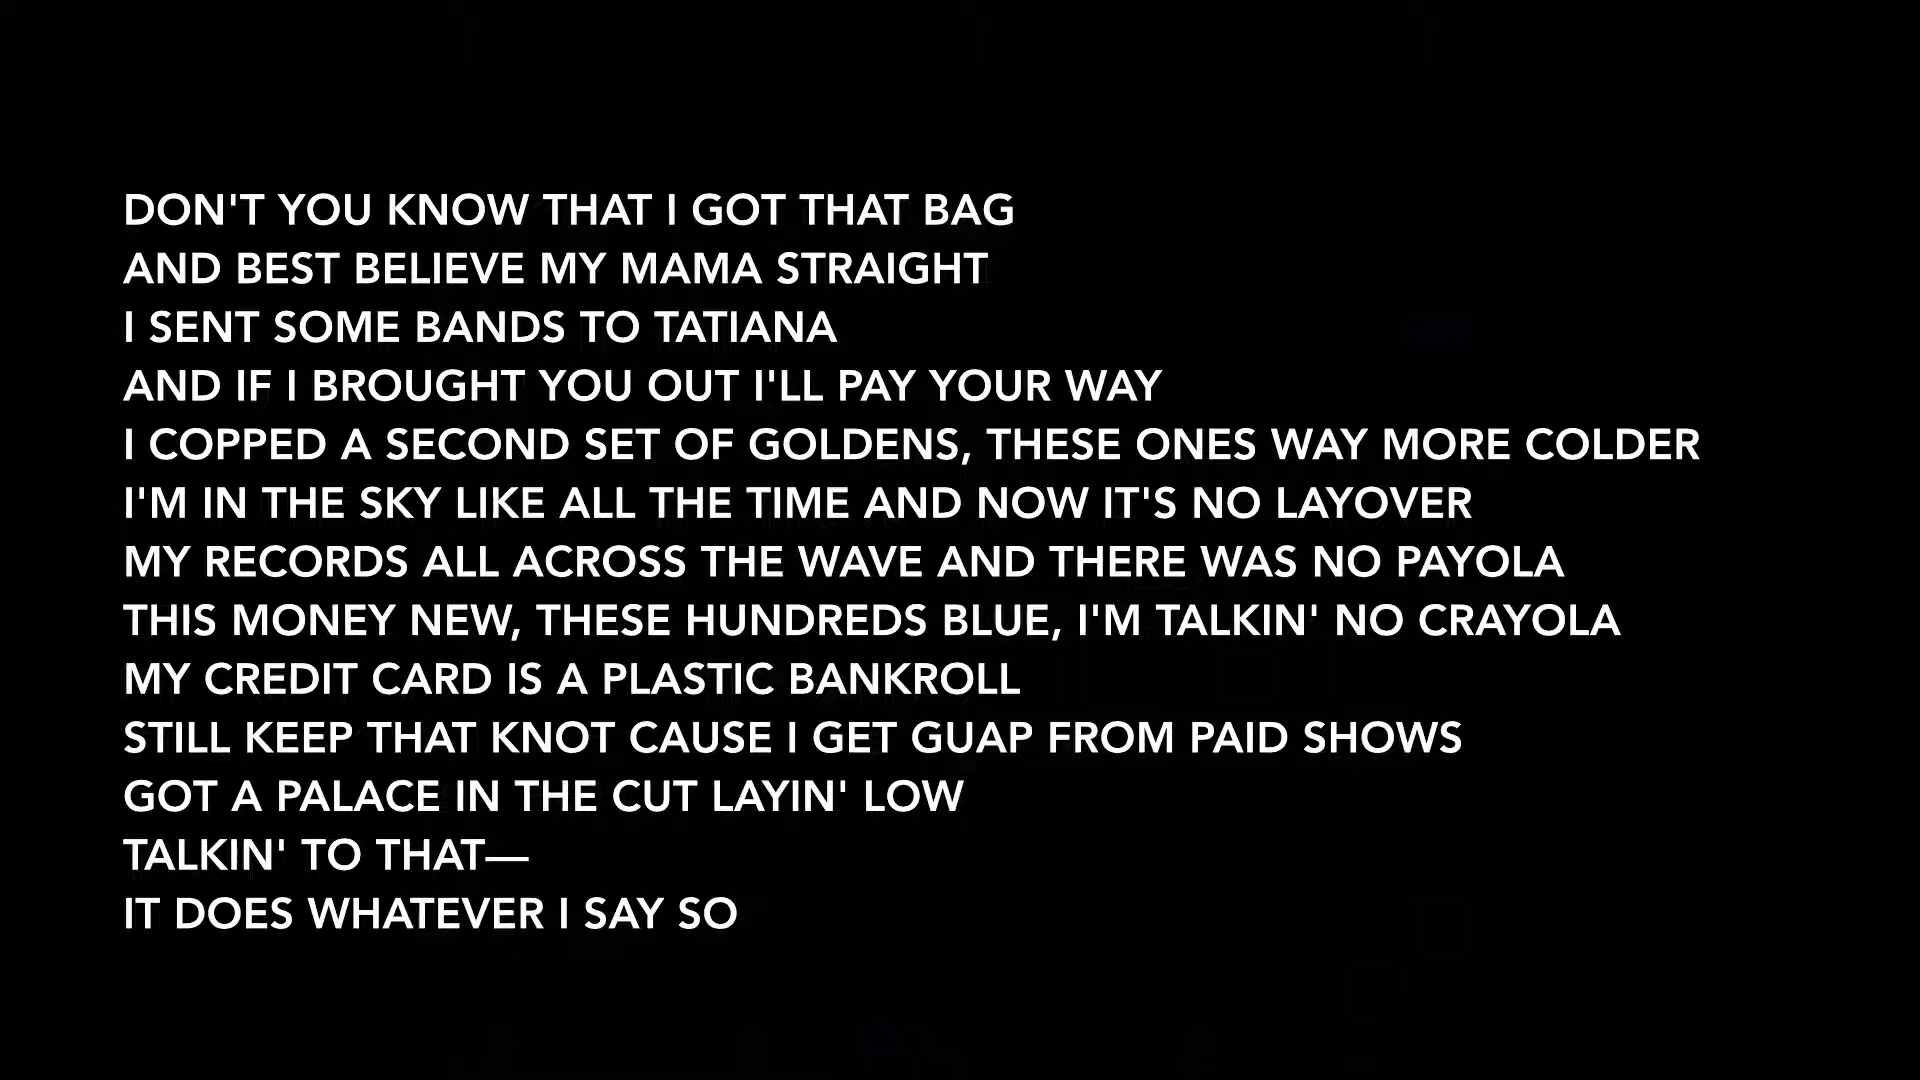 DON'T YOU KNOW THAT I GOT THAT BAG
AND BEST BELIEVE MY MAMA STRAIGHT
I SENT SOME BANDS TO TATIANA
AND IF I BROUGHT YOU OUT I'LL PAY YOUR WAY
I COPPED A SECOND SET OF GOLDENS, THESE ONES WAY MORE COLDER
I'M IN THE SKY LIKE ALL THE TIME AND NOW IT'S NO LAYOVER
MY RECORDS ALL ACROSS THE WAVE AND THERE WAS NO PAYOLA
THIS MONEY NEW, THESE HUNDREDS BLUE, I'M TALKIN' NO CRAYOLA
MY CREDIT CARD IS A PLASTIC BANKROLL
STILL KEEP THAT KNOT CAUSE I GET GUAP FROM PAID SHOWS
GOT A PALACE IN THE CUT LAYIN' LOW
TALKIN' TO THAT—
IT DOES WHATEVER I SAY SO